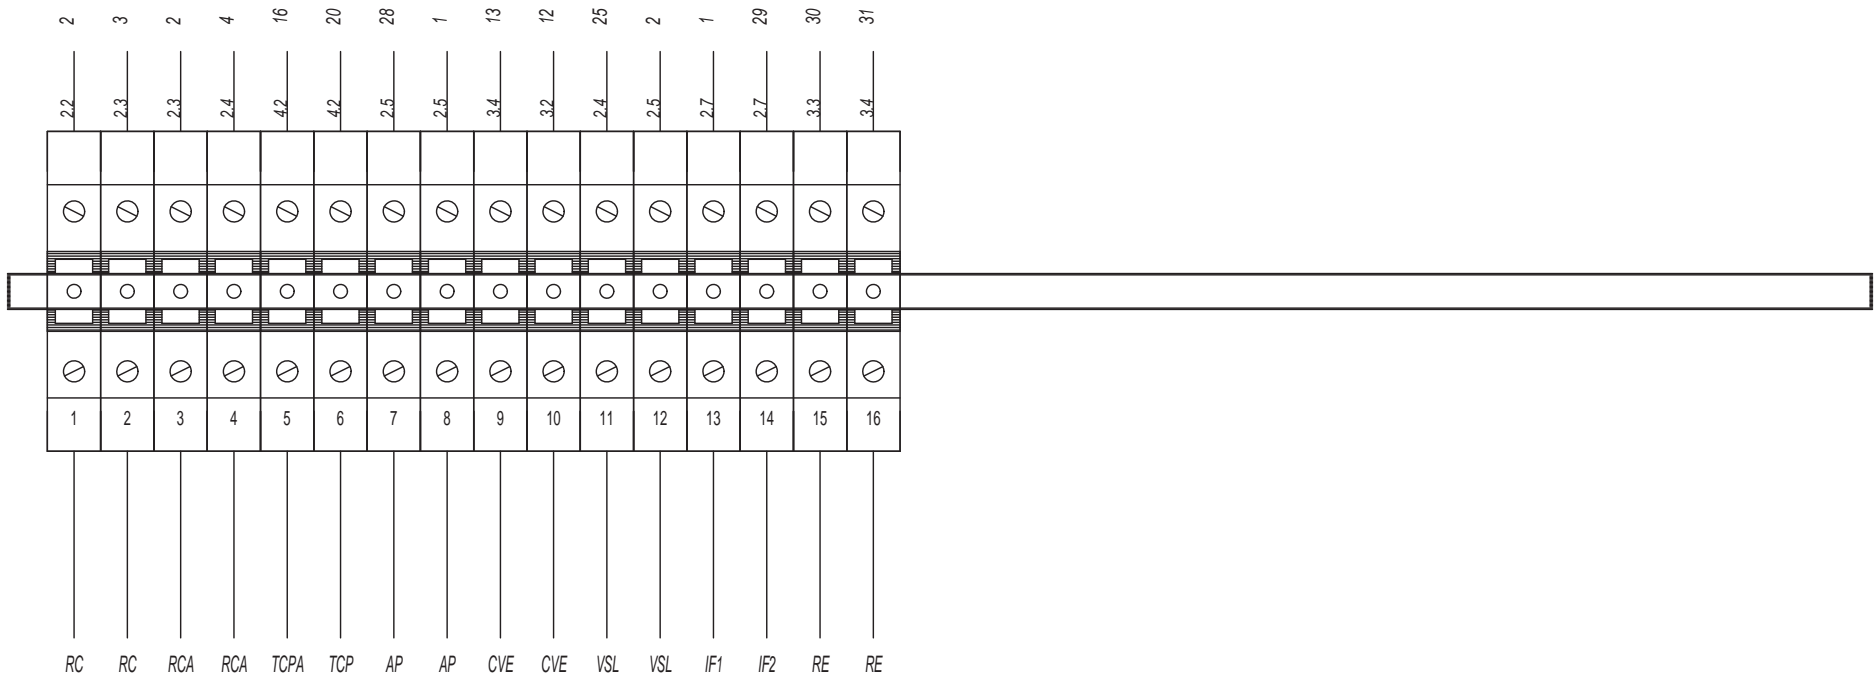 2 3 2 4 16 20 28 1 13 12 25 2 1 29 30 31
2.2 2.3 2.3 2.4 4.2 4.2 2.5 2.5 3.4 3.2 2.4 2.5 2.7 2.7 3.3 3.4
1 2 3 4 5 6 7 8 9 10 11 12 13 14 15 16
RC RC RCA RCA TCPA TCP AP AP CVE CVE VSL VSL IF1 IF2 RE RE